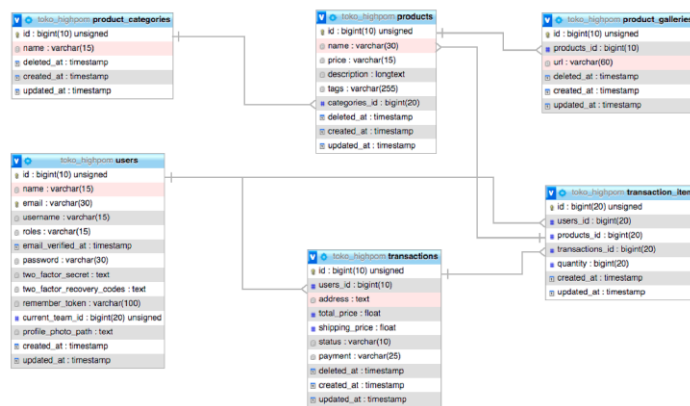 toko_highpom product_categories
id : bigint(10) unsigned
name : varchar(15)
deleted_at : timestamp
created_at : timestamp
updated_at : timestamp
toko_highpom products
id : bigint(10) unsigned
name : varchar(30)
price : varchar(15)
description : longtext
tags : varchar(255)
categories_id : bigint(20)
deleted_at : timestamp
created_at : timestamp
updated_at : timestamp
toko_highpom product_galleries
id : bigint(10) unsigned
products_id : bigint(10)
url : varchar(60)
deleted_at : timestamp
created_at : timestamp
updated_at : timestamp
toko_highpom users
id : bigint(10) unsigned
name : varchar(15)
email : varchar(30)
username : varchar(15)
roles : varchar(15)
email_verified_at : timestamp
password : varchar(30)
two_factor_secret : text
two_factor_recovery_codes : text
remember_token : varchar(100)
current_team_id : bigint(20) unsigned
profile_photo_path : text
created_at : timestamp
updated_at : timestamp
toko_highpom transactions
id : bigint(10) unsigned
users_id : bigint(10)
address : text
total_price : float
shipping_price : float
status : varchar(10)
payment : varchar(25)
deleted_at : timestamp
created_at : timestamp
updated_at : timestamp
toko_highpom transaction_item
id : bigint(20) unsigned
users_id : bigint(20)
products_id : bigint(20)
transactions_id : bigint(20)
quantity : bigint(20)
created_at : timestamp
updated_at : timestamp